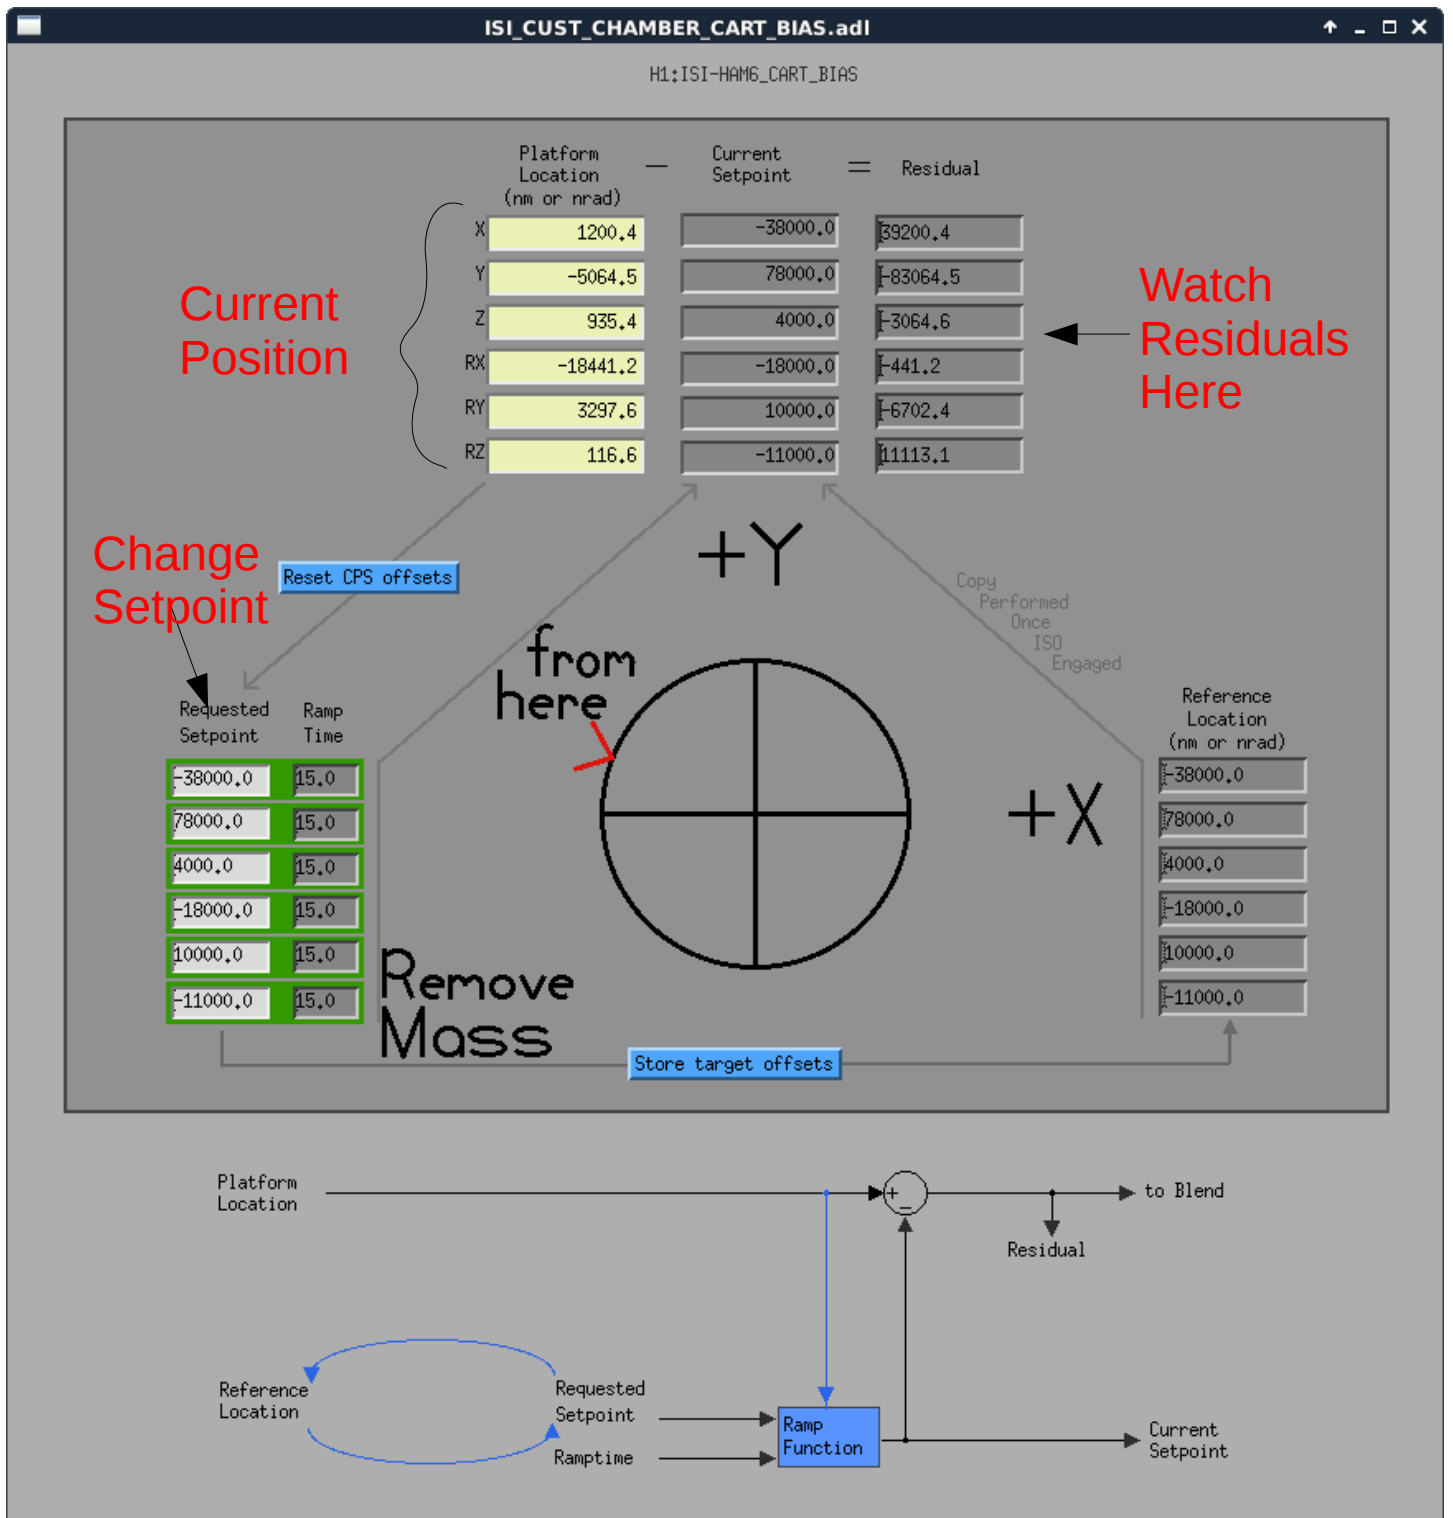 ISI_CUST_CHAMBER_CART_BIAS.adl
H1:ISI-HAM6_CART_BIAS
Platform
Location
(nm or nrad)
−
Current
Setpoint
=
Residual
X 1200.4 -38000.0 39200.4
Y -5064.5 78000.0 -83064.5
Z 935.4 4000.0 -3064.6
RX -18441.2 -18000.0 -441.2
RY 3297.6 10000.0 -6702.4
RZ 116.6 -11000.0 11113.1
Current
Position
Watch
Residuals
Here
Change
Setpoint
Reset CPS offsets
+Y
Copy
Performed
Once
ISO
Engaged
from
here
+X
Requested
Setpoint
Ramp
Time
-38000.0 15.0
78000.0 15.0
4000.0 15.0
-18000.0 15.0
10000.0 15.0
-11000.0 15.0
Remove
Mass
Reference
Location
(nm or nrad)
-38000.0
78000.0
4000.0
-18000.0
10000.0
-11000.0
Store target offsets
Platform
Location
+
−
to Blend
Residual
Reference
Location
Requested
Setpoint
Ramptime
Ramp
Function
Current
Setpoint